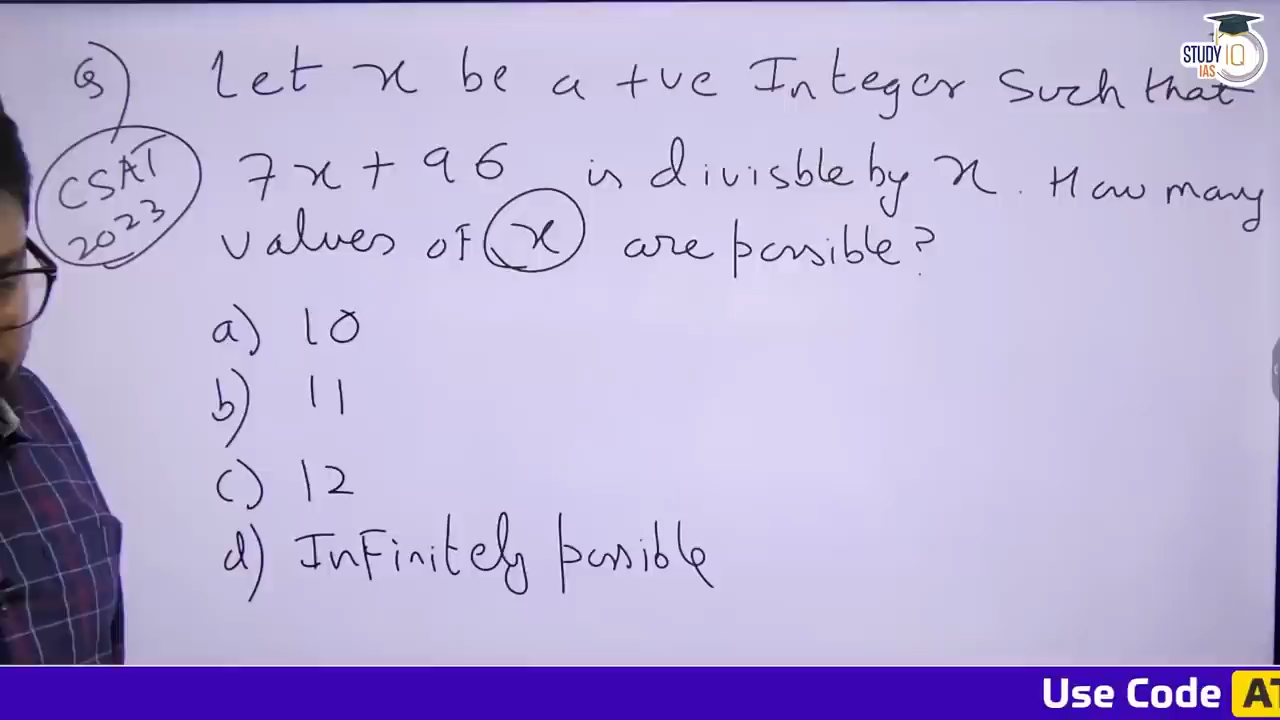 STUDY IQ
IAS
Q) Let x be a +ve Integer Such that
CSAT
2023
7x + 96 is divisble by x. How many
values of x are possible?
a) 10
b) 11
c) 12
d) Infinitely possible
Use Code AT